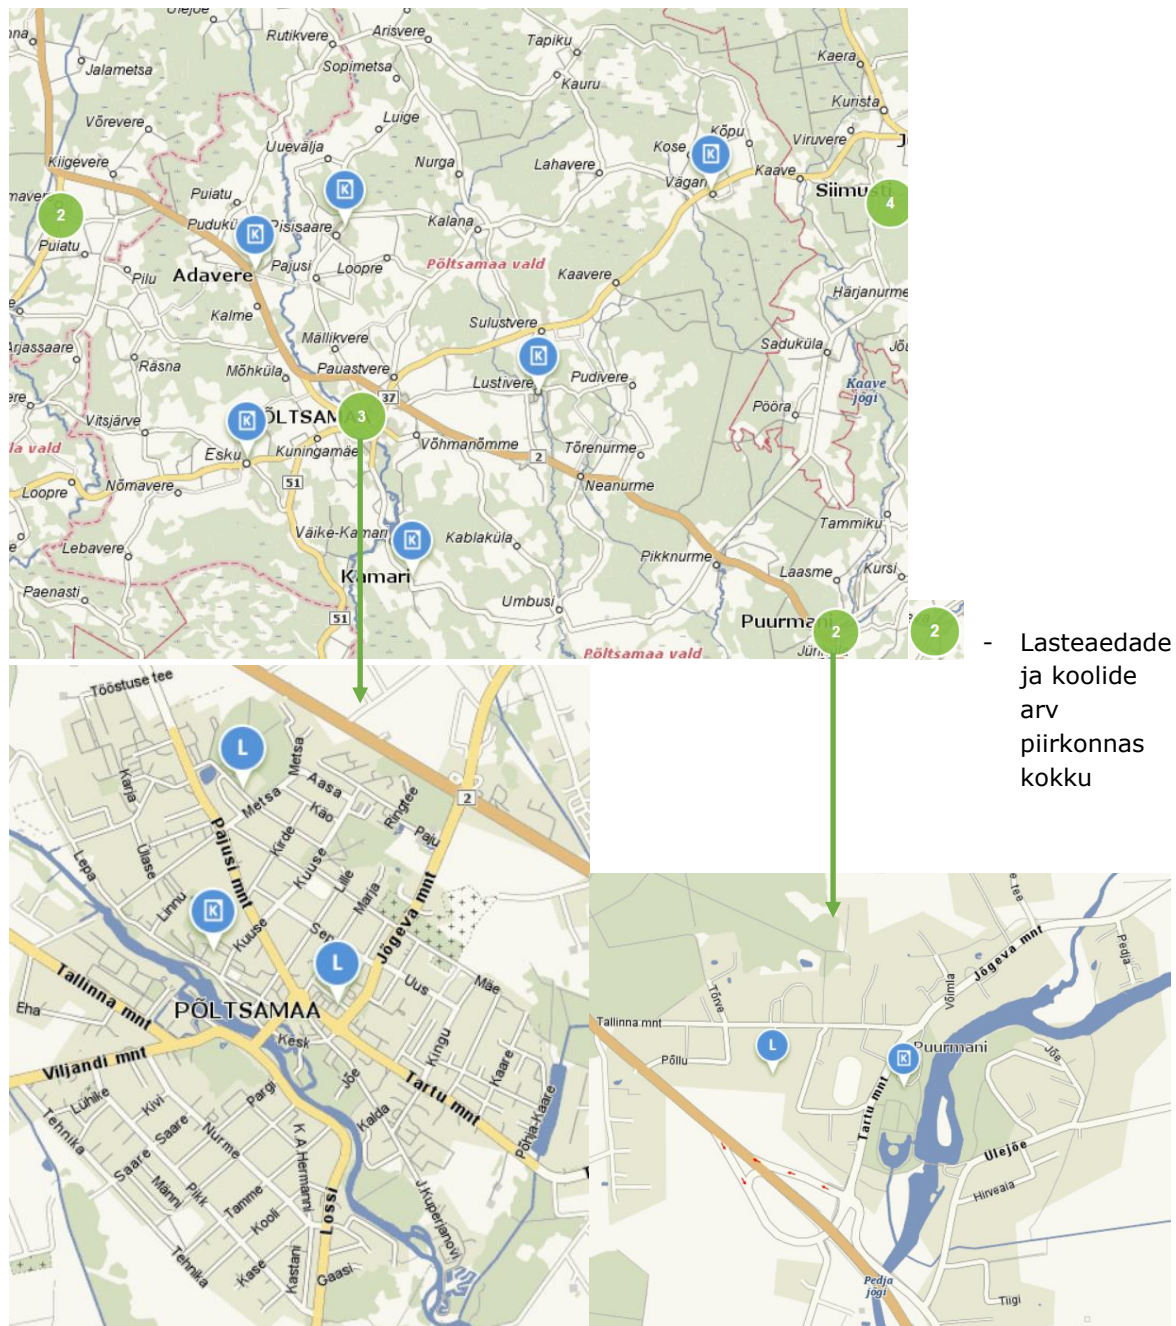 Rutikvere
Arisvere
Tapiku
Kaera
Jalametsa
Sopimetsa
Kauru
Kurista
Võrevere
Luige
Kõpu
Viruvere
Uuevälja
Kose
Kiigevere
Nurga
Lahavere
Kaave
K
Siimusti
Vägari
Puiatu
K
2
4
Pisisaare
Kalana
K
Puiatu
Adavere
Pajusi
Loopre
Põltsamaa vald
Kaavere
Pilu
Härjanurme
Kalme
Sulustvere
Mällikvere
Saduküla
K
Räsna
Mõhküla
Pauastvere
Lustivere
Pudivere
Kaave
jõgi
37
Pööra
K
3
Vitsjärve
Kuningamäe
Võhmanõmme
Tõrenurme
Esku
2
51
Loopre
Nõmavere
Neanurme
Tammiku
Väike-Kamari
K
Kablaküla
Lebavere
Pikknurme
Kamari
Laasme
Kursi
Paenasti
Umbusi
51
Puurmani
2
2
Põltsamaa vald
- Lasteaedade
ja koolide
arv
piirkonnas
kokku
Tööstuse tee
L
Metsa
Karja
Metsa
Aasa
2
Ringtee
Käo
Paju
Pajusi mnt
Kirde
Ülase
Kuuse
Lepa
Lille
Marja
Linnu
K
Kuuse
Jõgeva mnt
L
Mäe
Uus
Tallinna mnt
Eha
PÕLTSAMAA
Kesk
Kingu
Viljandi mnt
Kaare
Jõe
Lühike
Kivi
Pargi
Tartu mnt
Kalda
Põhja-Kaare
Tehnika
Saare
Nurme
K.A.Hermanni
Saare
Pikk
Männi
Tamme
J.Kuperjanovi
Kooli
Lossi
Tehnika
Kase
Kastani
Gaasi
tee
Jõgeva mnt
Pedja
Võimla
Tõrve
Tallinna mnt
L
K
Puurmani
Jõe
Põllu
Tartu mnt
Ülejõe
Hirveaia
Pedja
jõgi
Tiigi